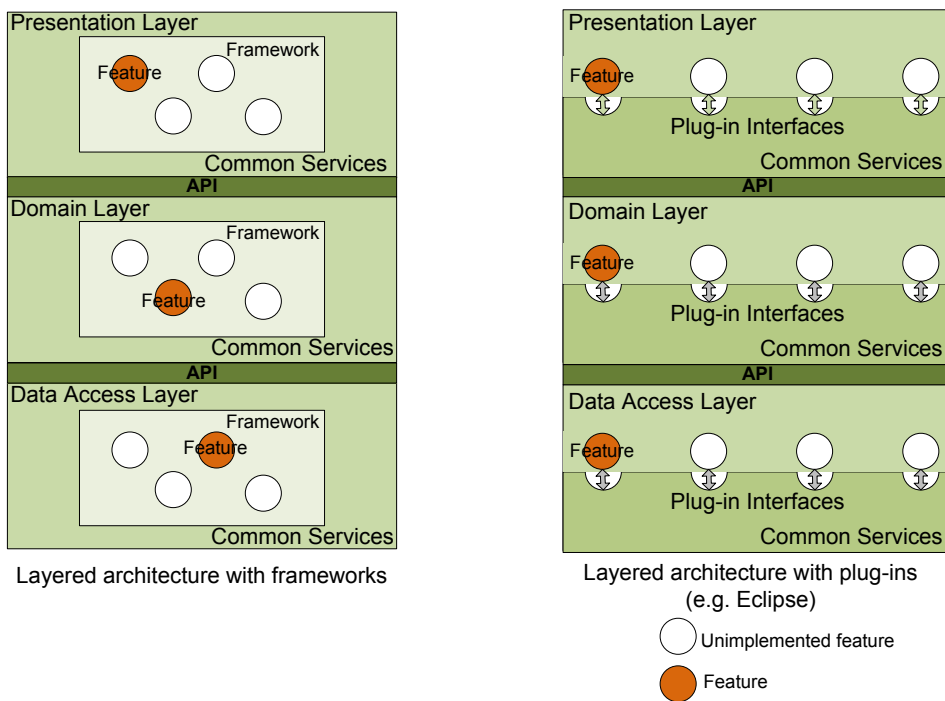 Presentation Layer
Framework
Feature
Common Services
API
Domain Layer
Framework
Feature
Common Services
API
Data Access Layer
Framework
Feature
Common Services
Layered architecture with frameworks
Presentation Layer
Feature
Plug-in Interfaces
Common Services
API
Domain Layer
Feature
Plug-in Interfaces
Common Services
API
Data Access Layer
Feature
Plug-in Interfaces
Common Services
Layered architecture with plug-ins
(e.g. Eclipse)
Unimplemented feature
Feature